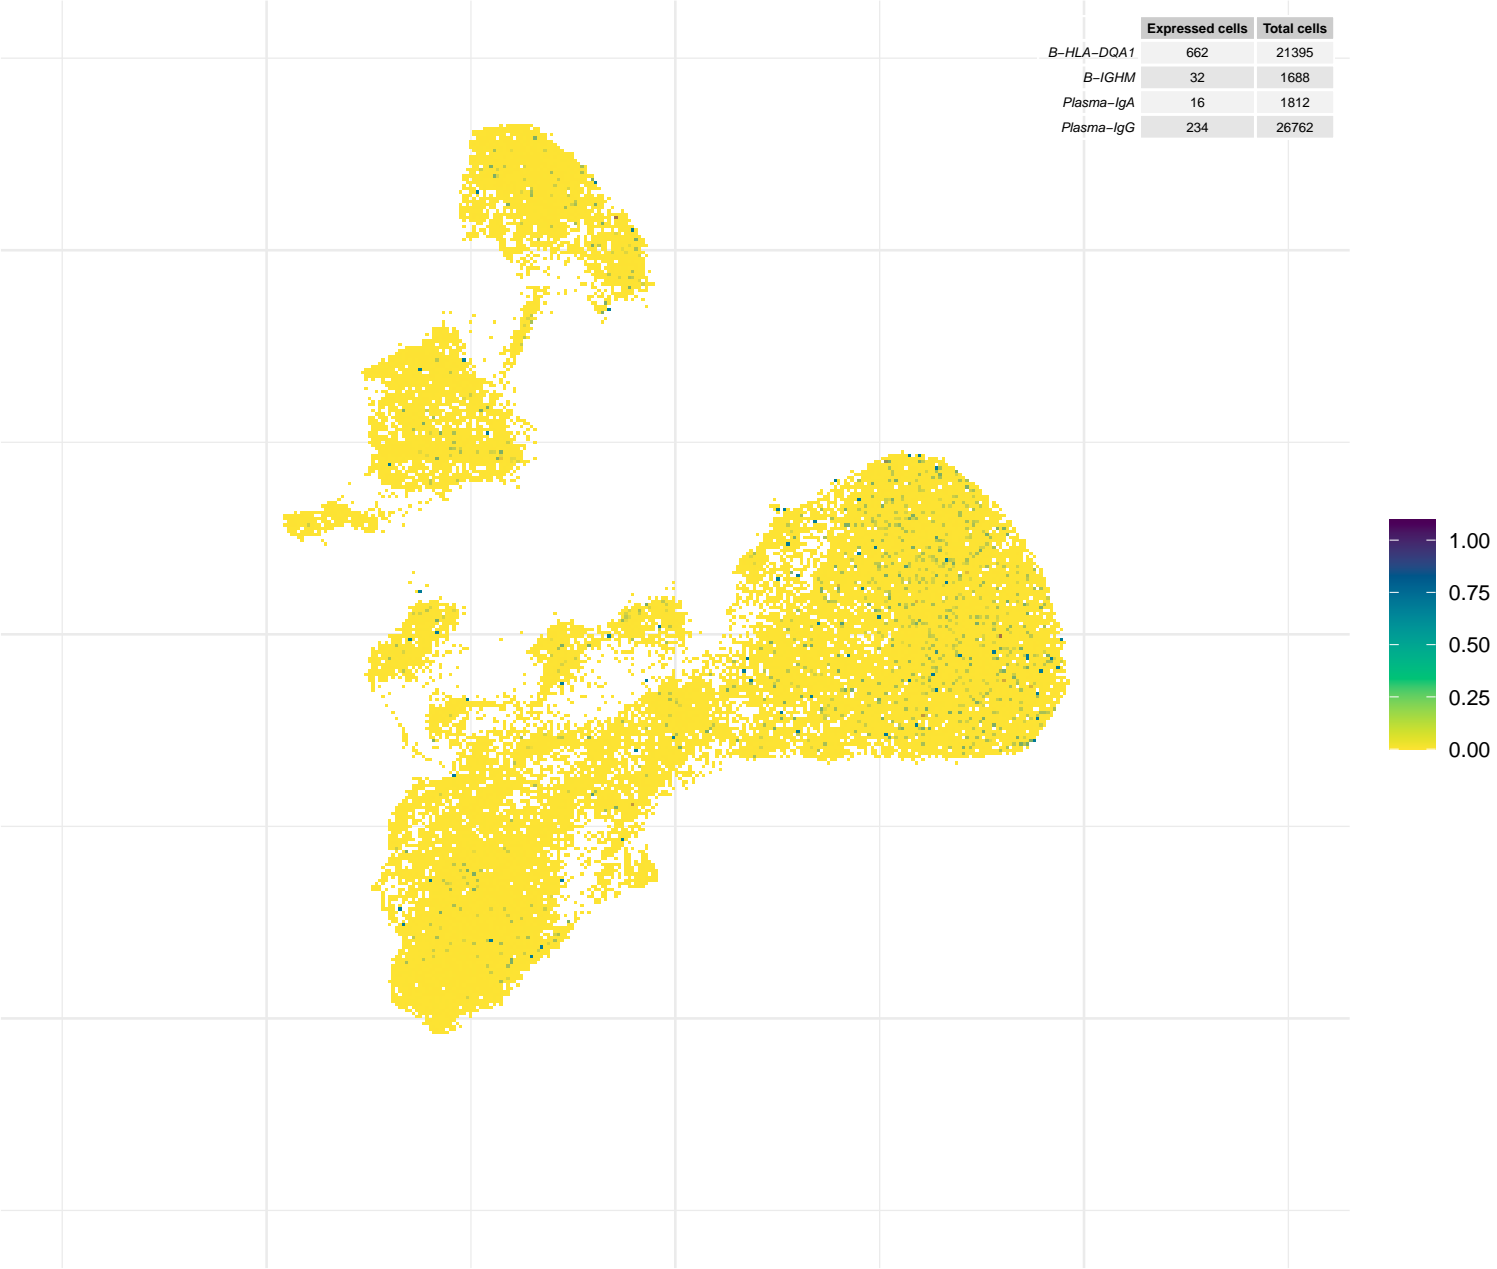 Expressed cells Total cells
B−HLA−DQA1 662 21395
B−IGHM 32 1688
Plasma−IgA 16 1812
Plasma−IgG 234 26762
1.00
0.75
0.50
0.25
0.00